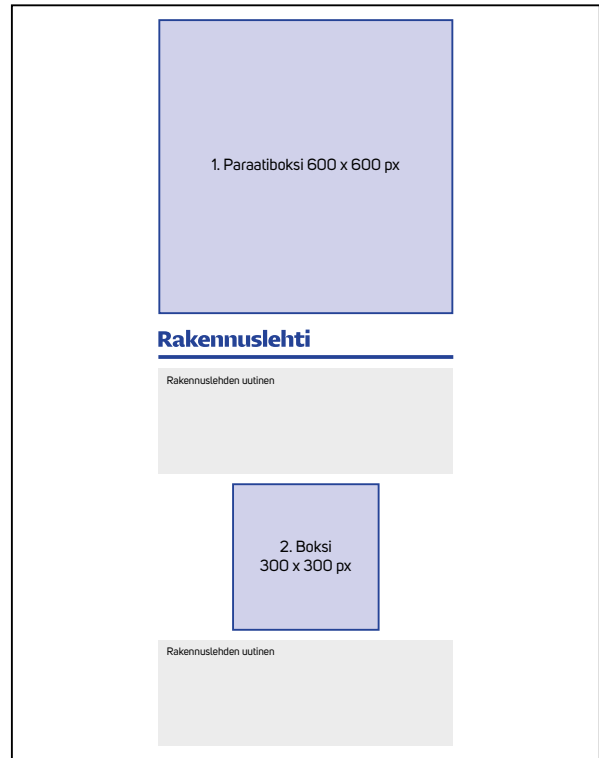 1. Paraatiboksi 600 x 600 px
Rakennuslehti
Rakennuslehden uutinen
2. Boksi
300 x 300 px
Rakennuslehden uutinen